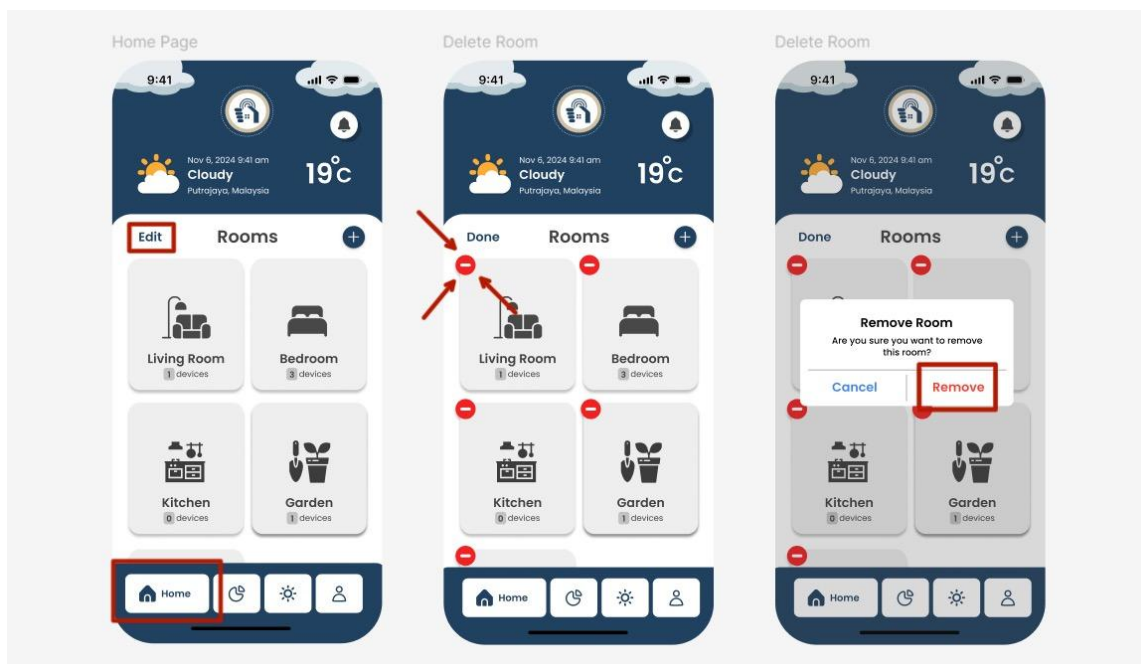 Home Page
9:41
Nov 6, 2024 9:41 am
Cloudy
Putrajaya, Malaysia
19°c
Edit
Rooms
Living Room
1 devices
Bedroom
3 devices
Kitchen
0 devices
Garden
1 devices
Home
Delete Room
9:41
Nov 6, 2024 9:41 am
Cloudy
Putrajaya, Malaysia
19°c
Done
Rooms
Living Room
1 devices
Bedroom
3 devices
Kitchen
0 devices
Garden
1 devices
Home
Delete Room
9:41
Nov 6, 2024 9:41 am
Cloudy
Putrajaya, Malaysia
19°c
Done
Rooms
Remove Room
Are you sure you want to remove
this room?
Cancel
Remove
Kitchen
0 devices
Garden
1 devices
Home